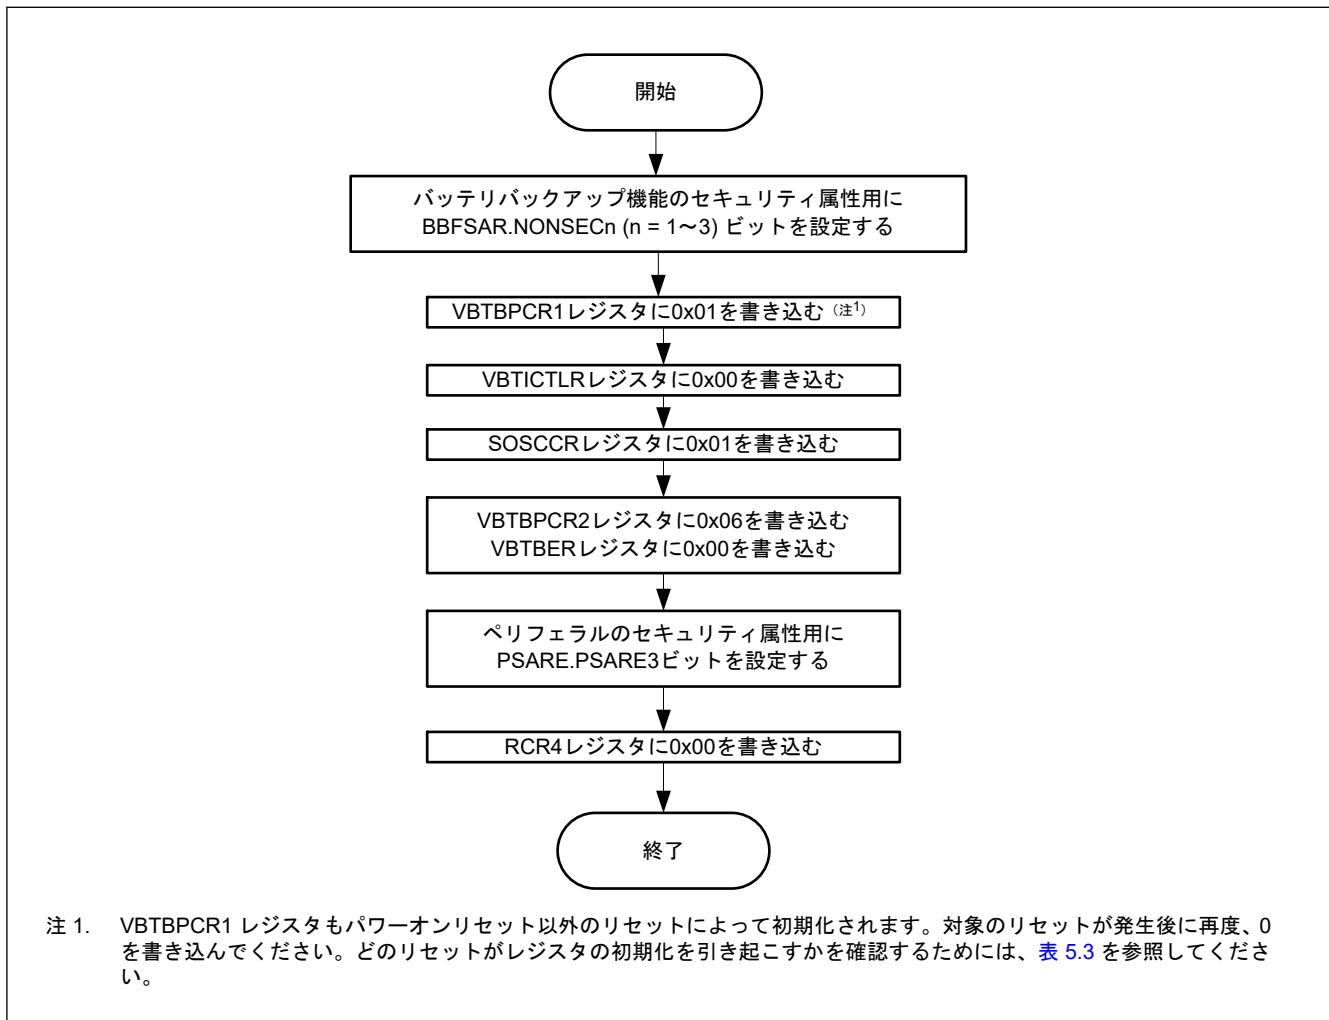 開始
バッテリバックアップ機能のセキュリティ属性用に
BBFSAR.NONSECn (n = 1～3) ビットを設定する
VBTBPCR1レジスタに0x01を書き込む（注1）
VBTICTLRレジスタに0x00を書き込む
SOSCCRレジスタに0x01を書き込む
VBTBPCR2レジスタに0x06を書き込む
VBTBERレジスタに0x00を書き込む
ペリフェラルのセキュリティ属性用に
PSARE.PSARE3ビットを設定する
RCR4レジスタに0x00を書き込む
終了
注 1. VBTBPCR1 レジスタもパワーオンリセット以外のリセットによって初期化されます。対象のリセットが発生後に再度、0
を書き込んでください。どのリセットがレジスタの初期化を引き起こすかを確認するためには、表 5.3 を参照してくださ
い。